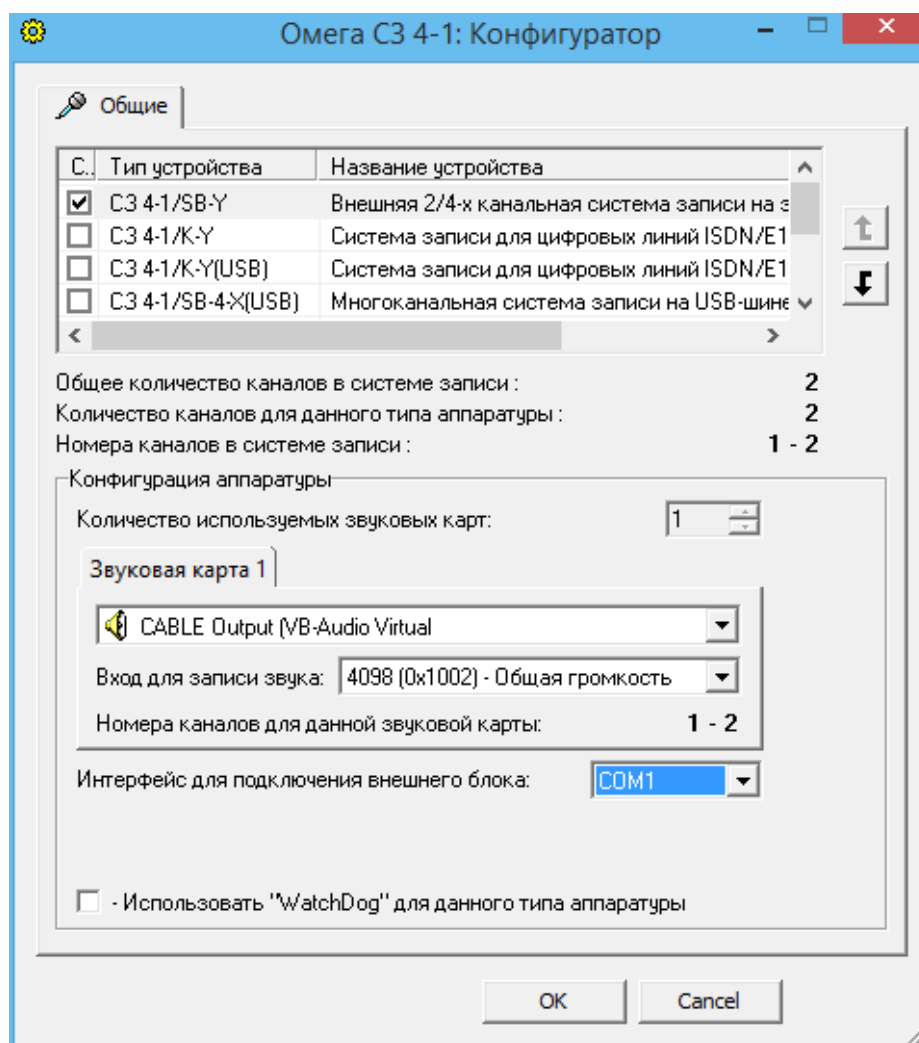 Омега СЗ 4-1: Конфигуратор
Общие
С.. Тип устройства Название устройства
СЗ 4-1/SB-Y Внешняя 2/4-х канальная система записи на з
СЗ 4-1/K-Y Система записи для цифровых линий ISDN/E1
СЗ 4-1/K-Y(USB) Система записи для цифровых линий ISDN/E1
СЗ 4-1/SB-4-X(USB) Многоканальная система записи на USB-шине
Общее количество каналов в системе записи : 2
Количество каналов для данного типа аппаратуры : 2
Номера каналов в системе записи : 1 - 2
Конфигурация аппаратуры
Количество используемых звуковых карт: 1
Звуковая карта 1
CABLE Output (VB-Audio Virtual
Вход для записи звука: 4098 (0x1002) - Общая громкость
Номера каналов для данной звуковой карты: 1 - 2
Интерфейс для подключения внешнего блока: COM1
- Использовать "WatchDog" для данного типа аппаратуры
OK Cancel